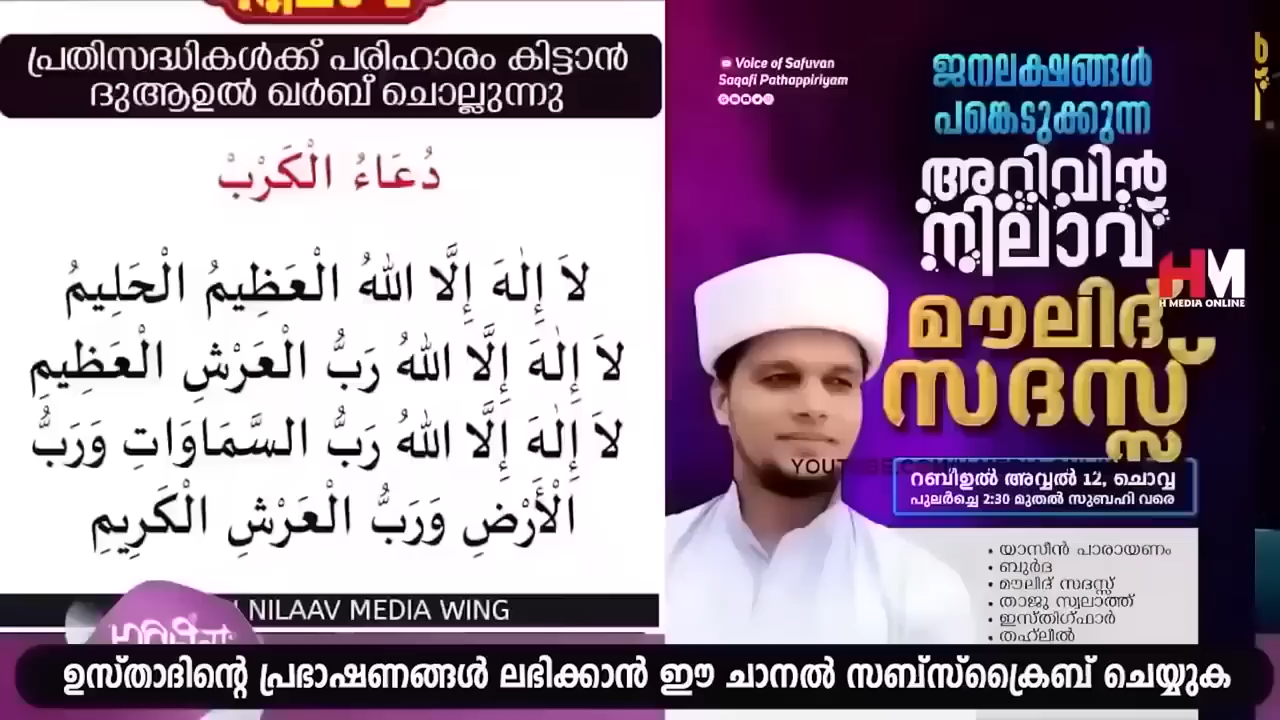 പ്രതിസദ്ധികൾക്ക് പരിഹാരം കിട്ടാൻ
ദുആഉൽ ഖർബ് ചൊല്ലുന്നു
دُعَاءُ الْكَرْبْ
لاَ إِلٰهَ إِلَّا اللهُ الْعَظِيمُ الْحَلِيمُ
لاَ إِلٰهَ إِلَّا اللهُ رَبُّ الْعَرْشِ الْعَظِيمِ
لاَ إِلٰهَ إِلَّا اللهُ رَبُّ السَّمَاوَاتِ وَرَبُّ
الْأَرْضِ وَرَبُّ الْعَرْشِ الْكَرِيمِ
NILAAV MEDIA WING
Voice of Safuvan
Saqafi Pathappiriyam
ജനലക്ഷങ്ങൾ
പങ്കെടുക്കുന്ന
അറിവിൻ
നിലാവ്
HM
H MEDIA ONLINE
മൗലിദ്
സദസ്സ്
റബീഉൽ അവ്വൽ 12, ചൊവ്വ
പുലർച്ചെ 2:30 മുതൽ സുബഹി വരെ
• യാസീൻ പാരായണം
• ബുർദ
• മൗലിദ് സദസ്സ്
• താജു സ്വലാത്ത്
• ഇസ്തിഗ്ഫാർ
• തഹ്ലീൽ
ഉസ്താദിന്റെ പ്രഭാഷണങ്ങൾ ലഭിക്കാൻ ഈ ചാനൽ സബ്സ്ക്രൈബ് ചെയ്യുക